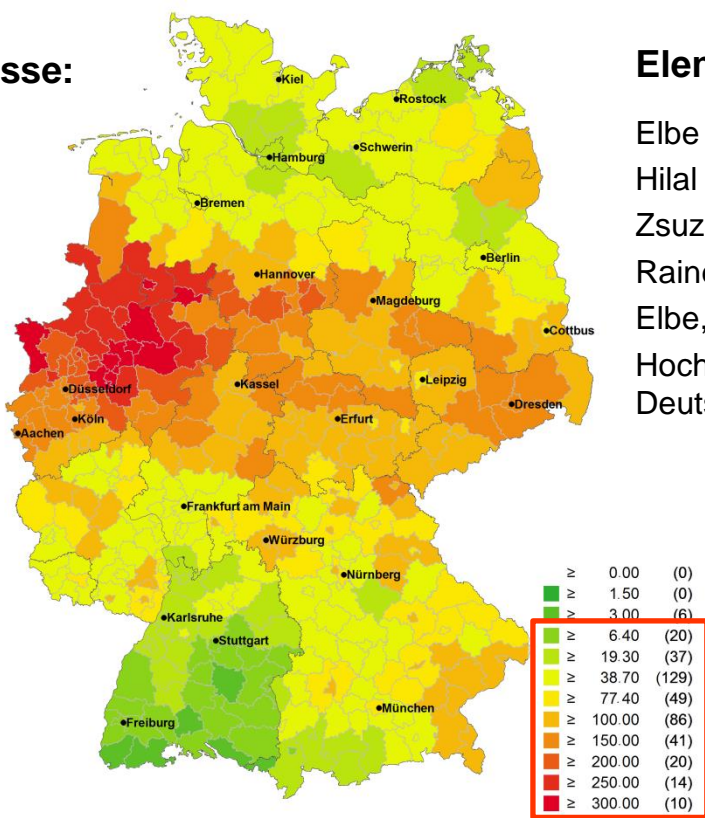 sse:
Elen
Elbe
Hilal
Zsuz
Raine
Elbe,
Hoch
Deuts
Kiel
Rostock
Schwerin
Hamburg
Bremen
Berlin
Hannover
Magdeburg
Cottbus
Düsseldorf
Kassel
Leipzig
Dresden
Köln
Erfurt
Aachen
Frankfurt am Main
Würzburg
Nürnberg
Karlsruhe
Stuttgart
München
Freiburg
≥ 0.00 (0)
≥ 1.50 (0)
≥ 3.00 (6)
≥ 6.40 (20)
≥ 19.30 (37)
≥ 38.70 (129)
≥ 77.40 (49)
≥ 100.00 (86)
≥ 150.00 (41)
≥ 200.00 (20)
≥ 250.00 (14)
≥ 300.00 (10)